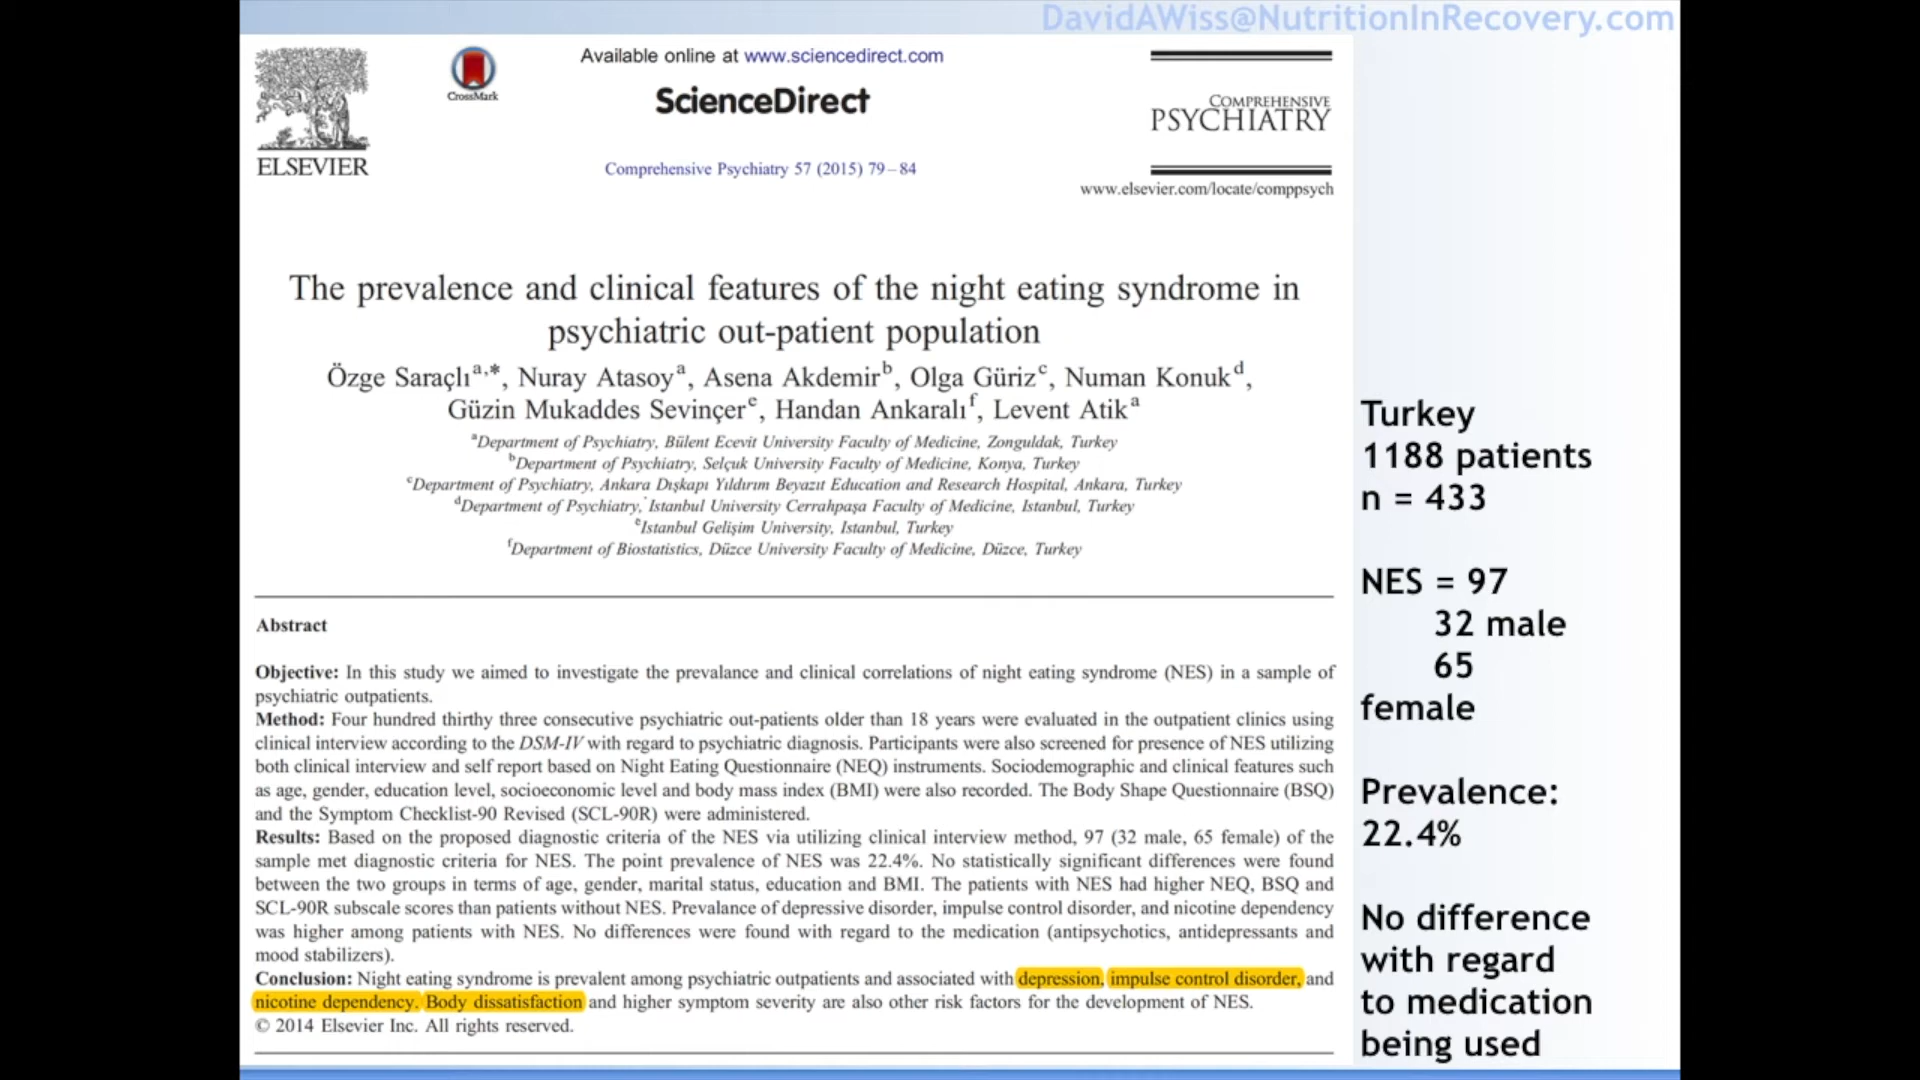 DavidAWiss@NutritionInRecovery.com
ELSEVIER
CrossMark
Available online at www.sciencedirect.com
ScienceDirect
Comprehensive Psychiatry 57 (2015) 79–84
COMPREHENSIVE
PSYCHIATRY
www.elsevier.com/locate/comppsych
The prevalence and clinical features of the night eating syndrome in
psychiatric out-patient population
Özge Saraçlıa,*, Nuray Atasoya, Asena Akdemirb, Olga Gürizc, Numan Konukd,
Güzin Mukaddes Sevinçere, Handan Ankaralıf, Levent Atika
aDepartment of Psychiatry, Bülent Ecevit University Faculty of Medicine, Zonguldak, Turkey
bDepartment of Psychiatry, Selçuk University Faculty of Medicine, Konya, Turkey
cDepartment of Psychiatry, Ankara Dışkapı Yıldırım Beyazıt Education and Research Hospital, Ankara, Turkey
dDepartment of Psychiatry, İstanbul University Cerrahpaşa Faculty of Medicine, Istanbul, Turkey
eIstanbul Gelişim University, Istanbul, Turkey
fDepartment of Biostatistics, Düzce University Faculty of Medicine, Düzce, Turkey
Abstract
Objective: In this study we aimed to investigate the prevalance and clinical correlations of night eating syndrome (NES) in a sample of
psychiatric outpatients.
Method: Four hundred thirthy three consecutive psychiatric out-patients older than 18 years were evaluated in the outpatient clinics using
clinical interview according to the DSM-IV with regard to psychiatric diagnosis. Participants were also screened for presence of NES utilizing
both clinical interview and self report based on Night Eating Questionnaire (NEQ) instruments. Sociodemographic and clinical features such
as age, gender, education level, socioeconomic level and body mass index (BMI) were also recorded. The Body Shape Questionnaire (BSQ)
and the Symptom Checklist-90 Revised (SCL-90R) were administered.
Results: Based on the proposed diagnostic criteria of the NES via utilizing clinical interview method, 97 (32 male, 65 female) of the
sample met diagnostic criteria for NES. The point prevalence of NES was 22.4%. No statistically significant differences were found
between the two groups in terms of age, gender, marital status, education and BMI. The patients with NES had higher NEQ, BSQ and
SCL-90R subscale scores than patients without NES. Prevalance of depressive disorder, impulse control disorder, and nicotine dependency
was higher among patients with NES. No differences were found with regard to the medication (antipsychotics, antidepressants and
mood stabilizers).
Conclusion: Night eating syndrome is prevalent among psychiatric outpatients and associated with depression, impulse control disorder, and
nicotine dependency. Body dissatisfaction and higher symptom severity are also other risk factors for the development of NES.
© 2014 Elsevier Inc. All rights reserved.
Turkey
1188 patients
n = 433
NES = 97
32 male
65
female
Prevalence:
22.4%
No difference
with regard
to medication
being used